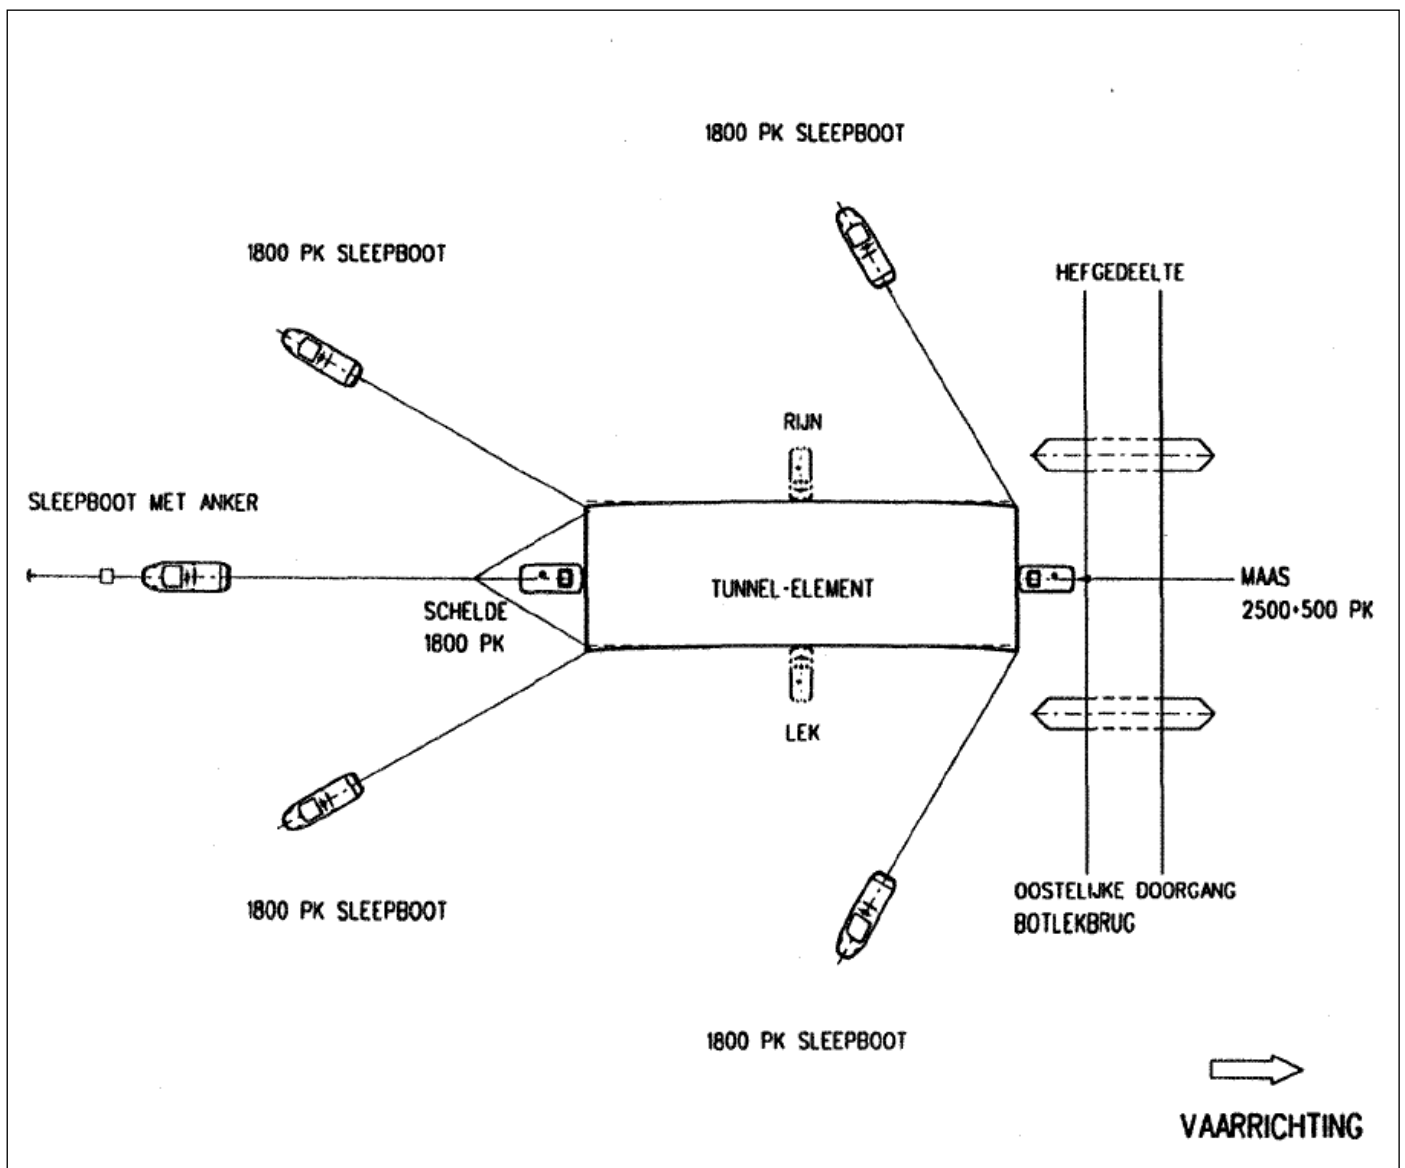 1800 PK SLEEPBOOT
1800 PK SLEEPBOOT
HEFGEDEELTE
RIJN
SLEEPBOOT MET ANKER
TUNNEL-ELEMENT
MAAS
2500+500 PK
SCHELDE
1800 PK
LEK
OOSTELIJKE DOORGANG
BOTLEKBRUG
1800 PK SLEEPBOOT
1800 PK SLEEPBOOT
VAARRICHTING